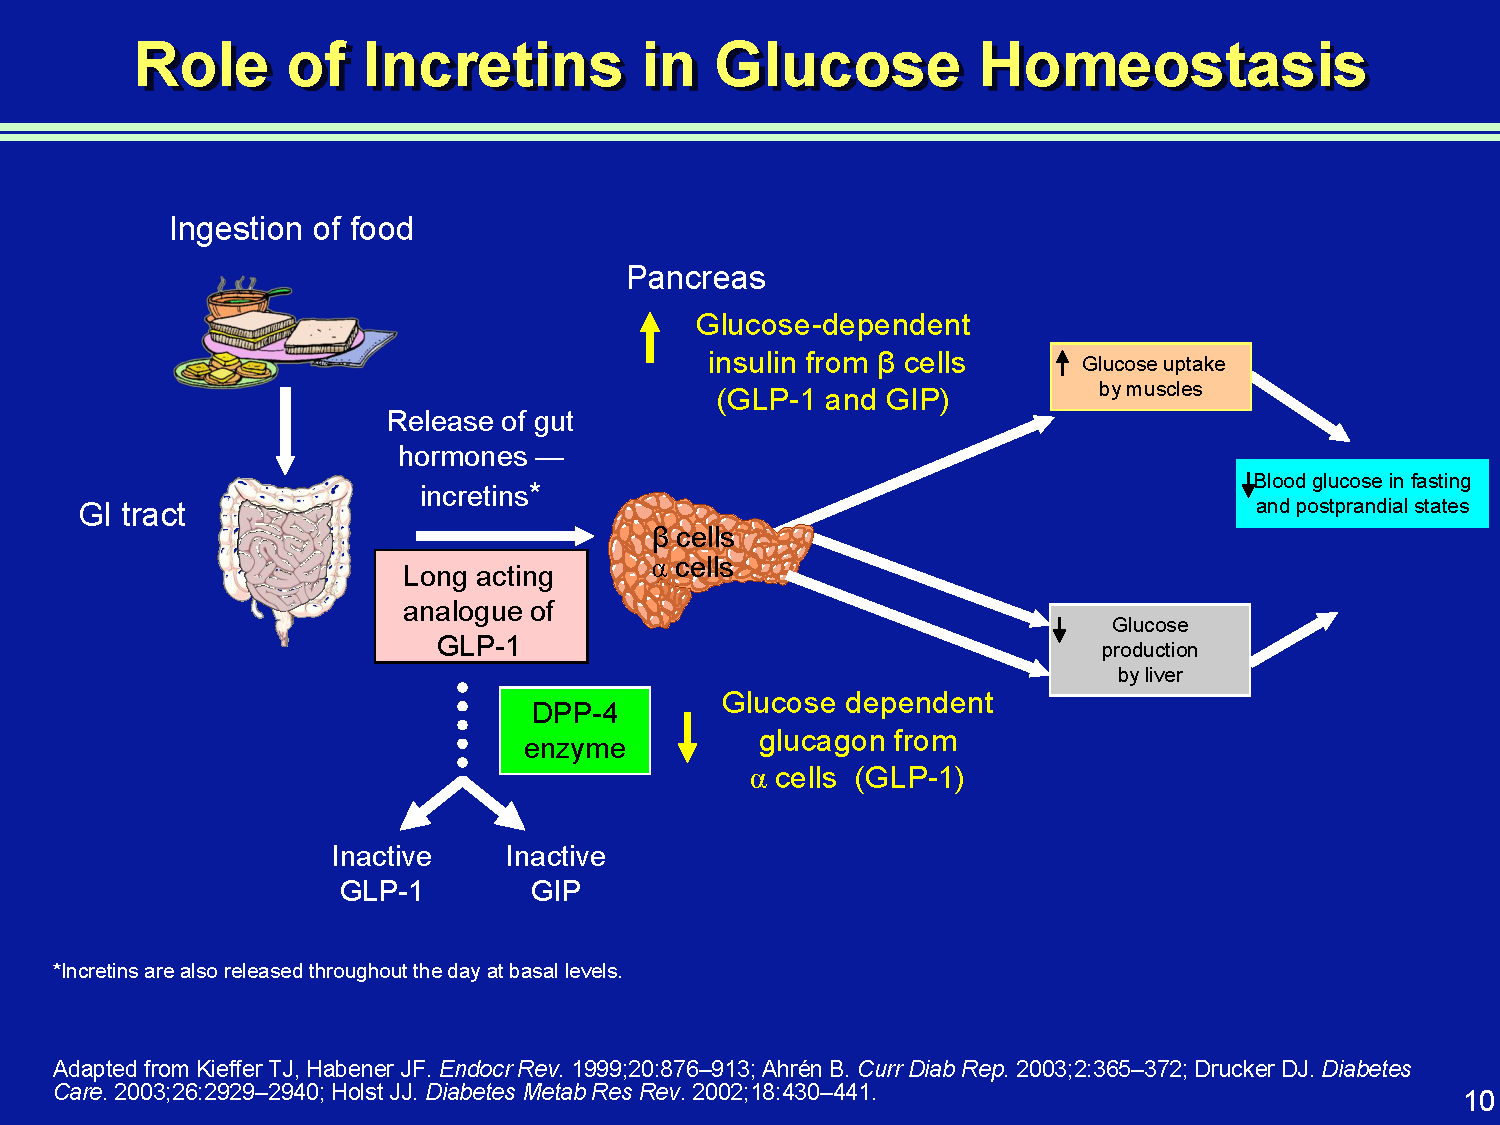 Role of Incretins in Glucose Homeostasis
Ingestion of food
Pancreas
Glucose-dependent
insulin from β cells
(GLP-1 and GIP)
Glucose uptake
by muscles
Release of gut
hormones —
incretins*
GI tract
Blood glucose in fasting
and postprandial states
β cells
α cells
Long acting
analogue of
GLP-1
Glucose
production
by liver
DPP-4
enzyme
Glucose dependent
glucagon from
α cells (GLP-1)
Inactive
GLP-1
Inactive
GIP
*Incretins are also released throughout the day at basal levels.
Adapted from Kieffer TJ, Habener JF. Endocr Rev. 1999;20:876–913; Ahrén B. Curr Diab Rep. 2003;2:365–372; Drucker DJ. Diabetes
Care. 2003;26:2929–2940; Holst JJ. Diabetes Metab Res Rev. 2002;18:430–441.
10